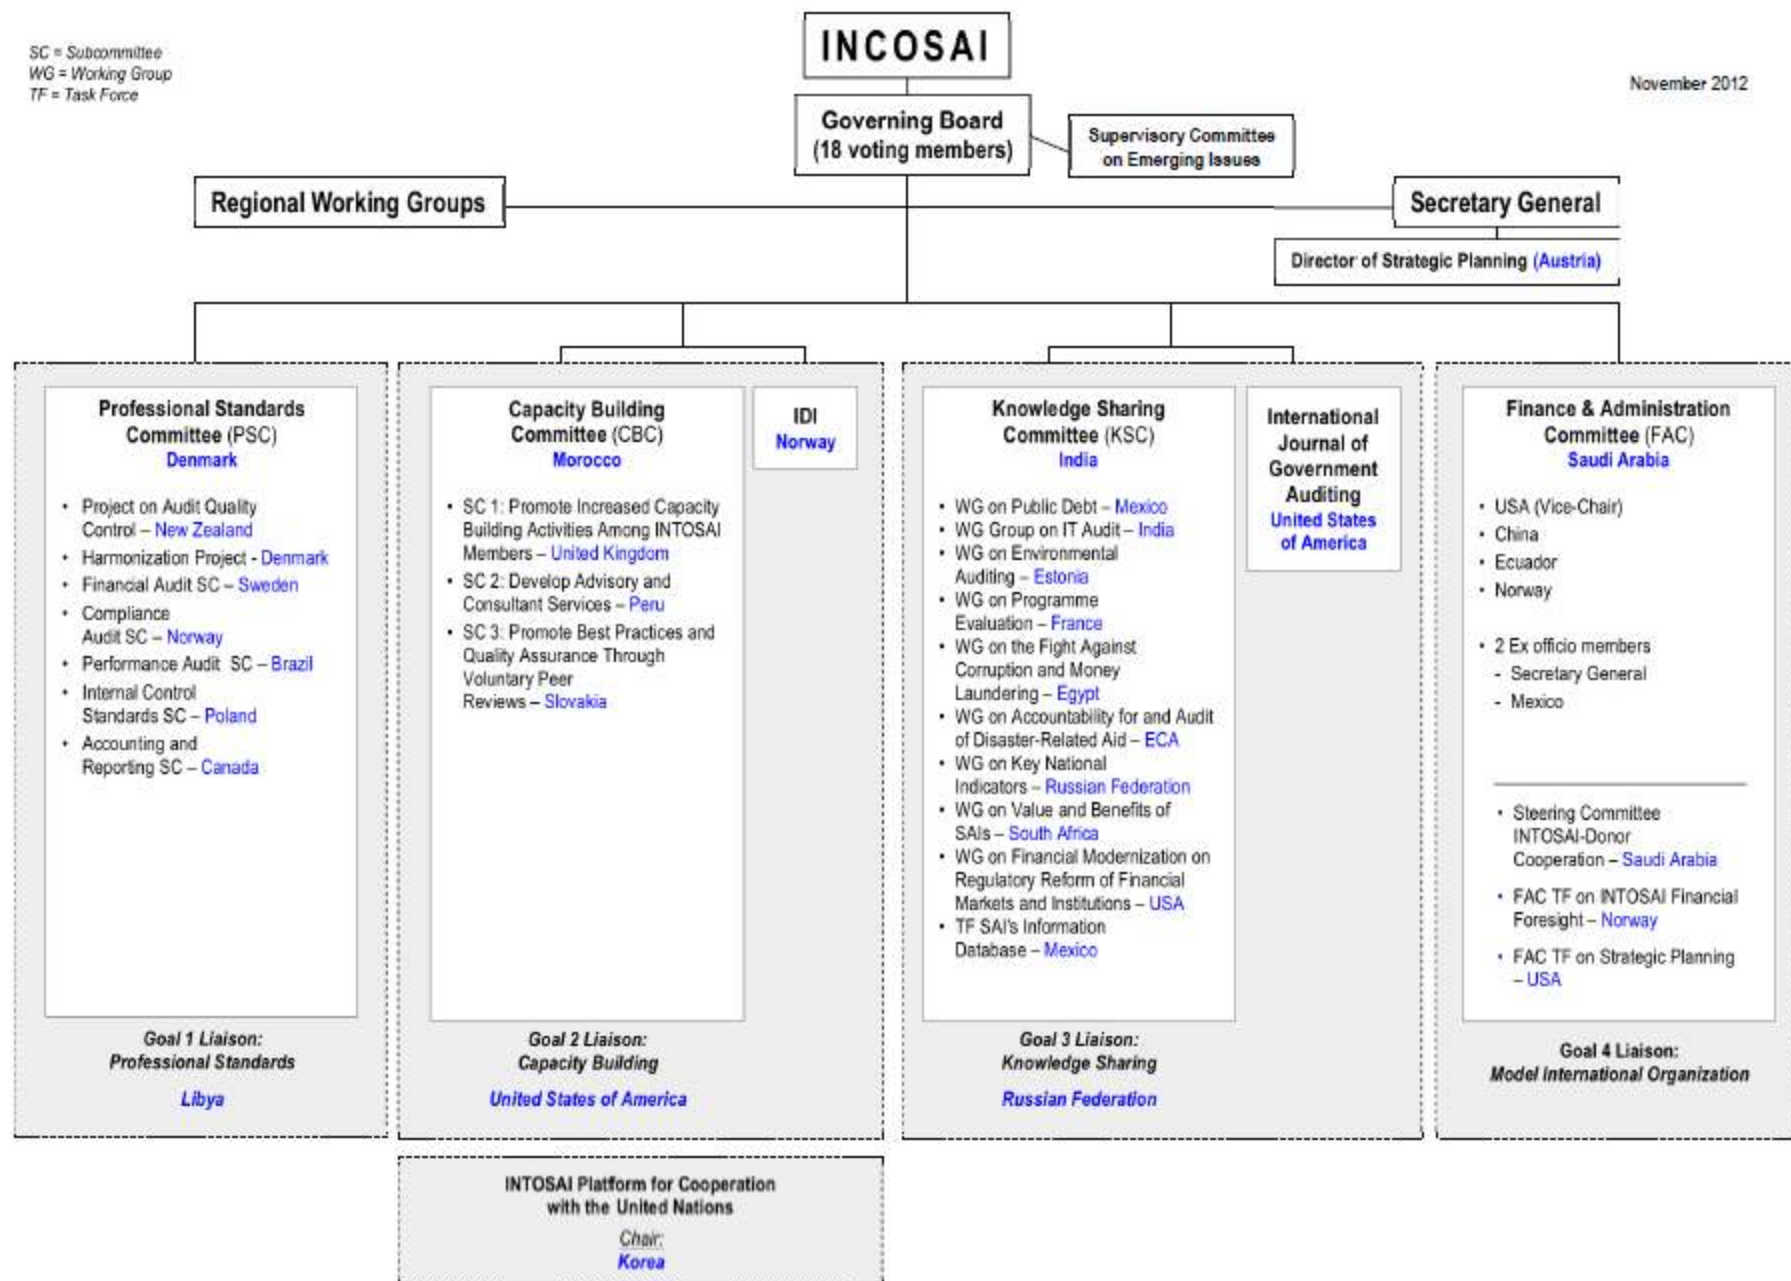 SC = Subcommittee
WG = Working Group
TF = Task Force
INCOSAI
November 2012
Governing Board
(18 voting members)
Supervisory Committee
on Emerging Issues
Regional Working Groups
Secretary General
Director of Strategic Planning (Austria)
Professional Standards
Committee (PSC)
Denmark
• Project on Audit Quality
Control – New Zealand
• Harmonization Project - Denmark
• Financial Audit SC – Sweden
• Compliance
Audit SC – Norway
• Performance Audit SC – Brazil
• Internal Control
Standards SC – Poland
• Accounting and
Reporting SC – Canada
Goal 1 Liaison:
Professional Standards
Libya
Capacity Building
Committee (CBC)
Morocco
• SC 1: Promote Increased Capacity
Building Activities Among INTOSAI
Members – United Kingdom
• SC 2: Develop Advisory and
Consultant Services – Peru
• SC 3: Promote Best Practices and
Quality Assurance Through
Voluntary Peer
Reviews – Slovakia
IDI
Norway
Goal 2 Liaison:
Capacity Building
United States of America
Knowledge Sharing
Committee (KSC)
India
• WG on Public Debt – Mexico
• WG Group on IT Audit – India
• WG on Environmental
Auditing – Estonia
• WG on Programme
Evaluation – France
• WG on the Fight Against
Corruption and Money
Laundering – Egypt
• WG on Accountability for and Audit
of Disaster-Related Aid – ECA
• WG on Key National
Indicators – Russian Federation
• WG on Value and Benefits of
SAIs – South Africa
• WG on Financial Modernization on
Regulatory Reform of Financial
Markets and Institutions – USA
• TF SAI's Information
Database – Mexico
International
Journal of
Government
Auditing
United States
of America
Goal 3 Liaison:
Knowledge Sharing
Russian Federation
Finance & Administration
Committee (FAC)
Saudi Arabia
• USA (Vice-Chair)
• China
• Ecuador
• Norway
• 2 Ex officio members
- Secretary General
- Mexico
• Steering Committee
INTOSAI-Donor
Cooperation – Saudi Arabia
• FAC TF on INTOSAI Financial
Foresight – Norway
• FAC TF on Strategic Planning
– USA
Goal 4 Liaison:
Model International Organization
INTOSAI Platform for Cooperation
with the United Nations
Chair:
Korea